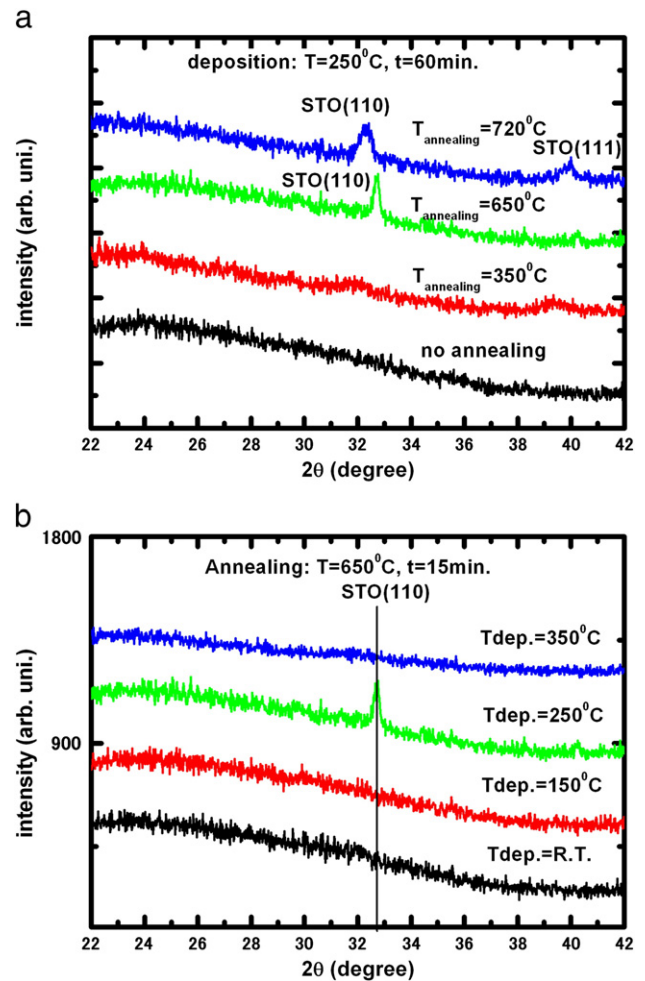 a
deposition: T=250⁰C, t=60min.
STO(110)
T annealing=720⁰C
STO(111)
STO(110)
T annealing=650⁰C
T annealing=350⁰C
no annealing
intensity (arb. uni.)
22 24 26 28 30 32 34 36 38 40 42
2θ (degree)
b
1800
Annealing: T=650⁰C, t=15min.
STO(110)
Tdep.=350⁰C
Tdep.=250⁰C
900
Tdep.=150⁰C
Tdep.=R.T.
intensity (arb. uni.)
22 24 26 28 30 32 34 36 38 40 42
2θ (degree)